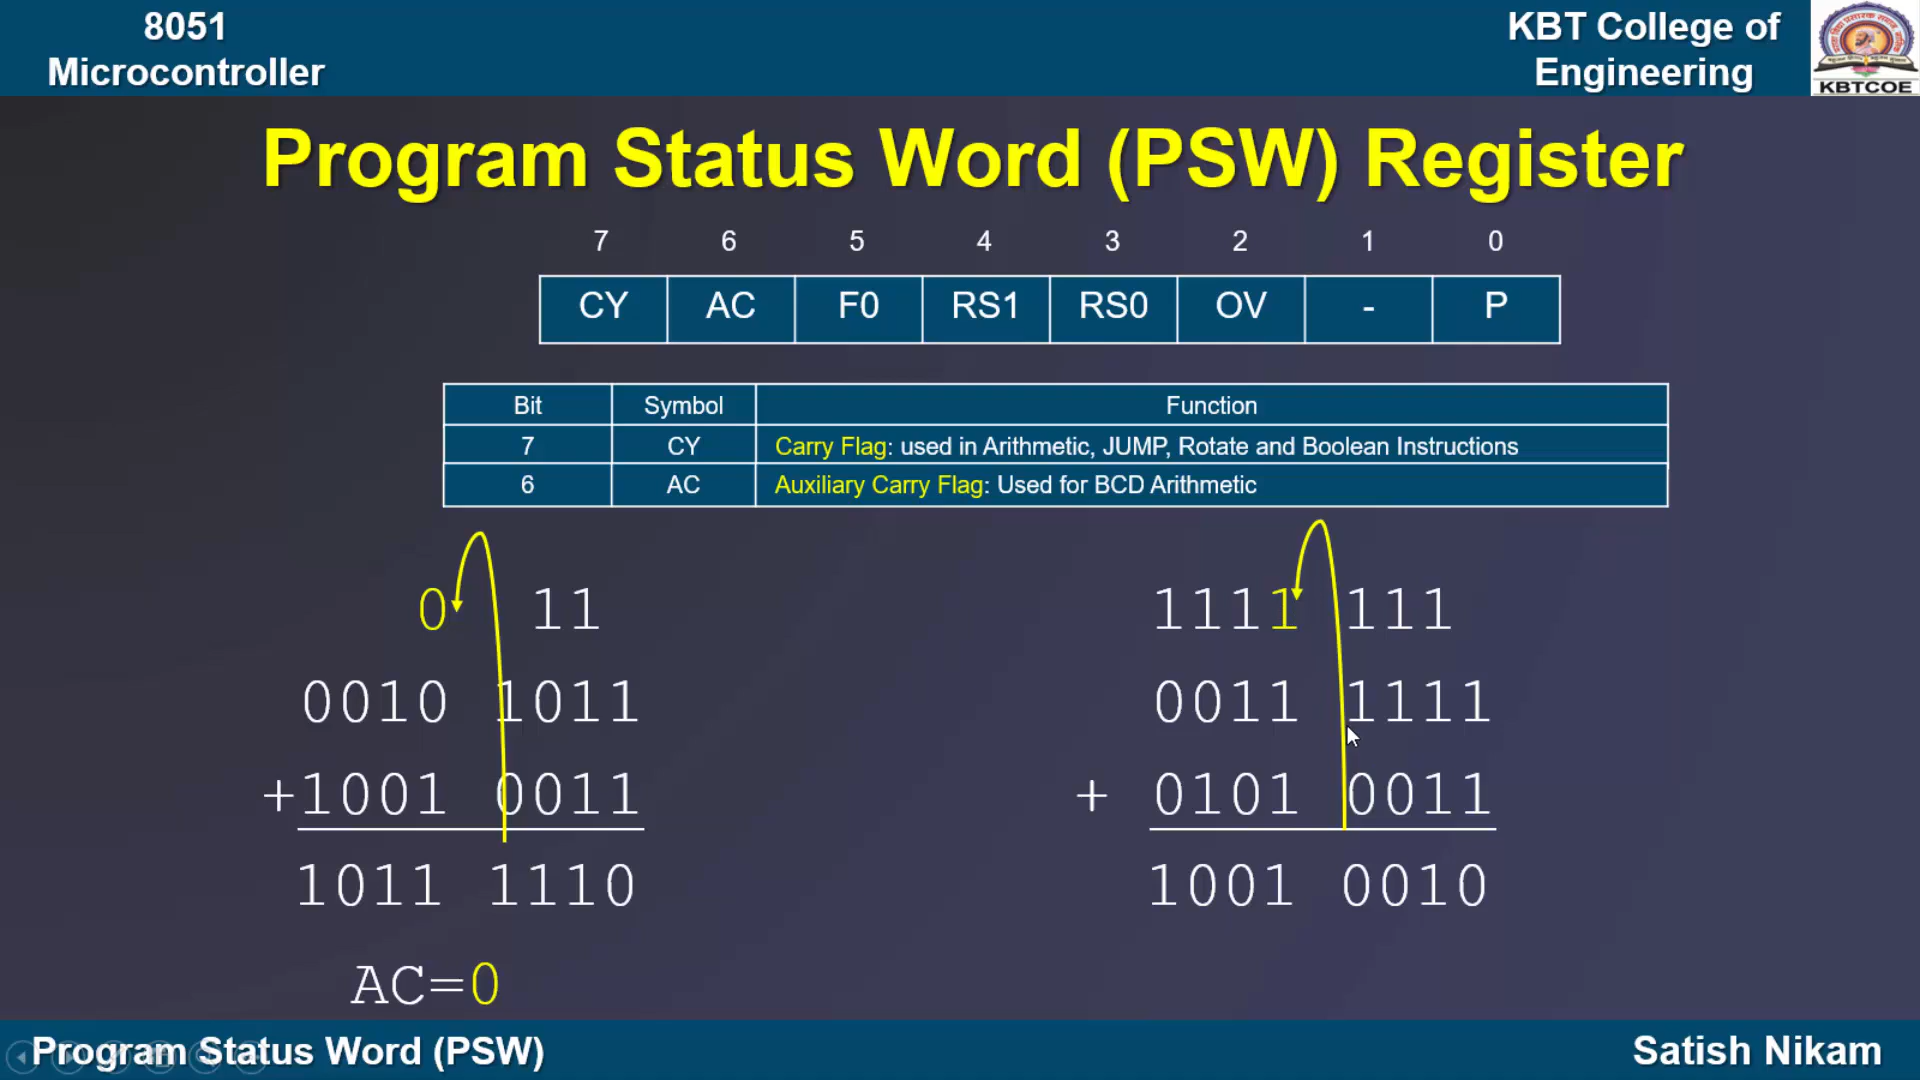 8051
Microcontroller
KBT College of
Engineering
KBTCOE
Program Status Word (PSW) Register
7 6 5 4 3 2 1 0
CY AC F0 RS1 RS0 OV - P
Bit Symbol Function
7 CY Carry Flag: used in Arithmetic, JUMP, Rotate and Boolean Instructions
6 AC Auxiliary Carry Flag: Used for BCD Arithmetic
0 11
0010 1011
+1001 0011
1011 1110
AC=0
1111 111
0011 1111
+ 0101 0011
1001 0010
Program Status Word (PSW)
Satish Nikam